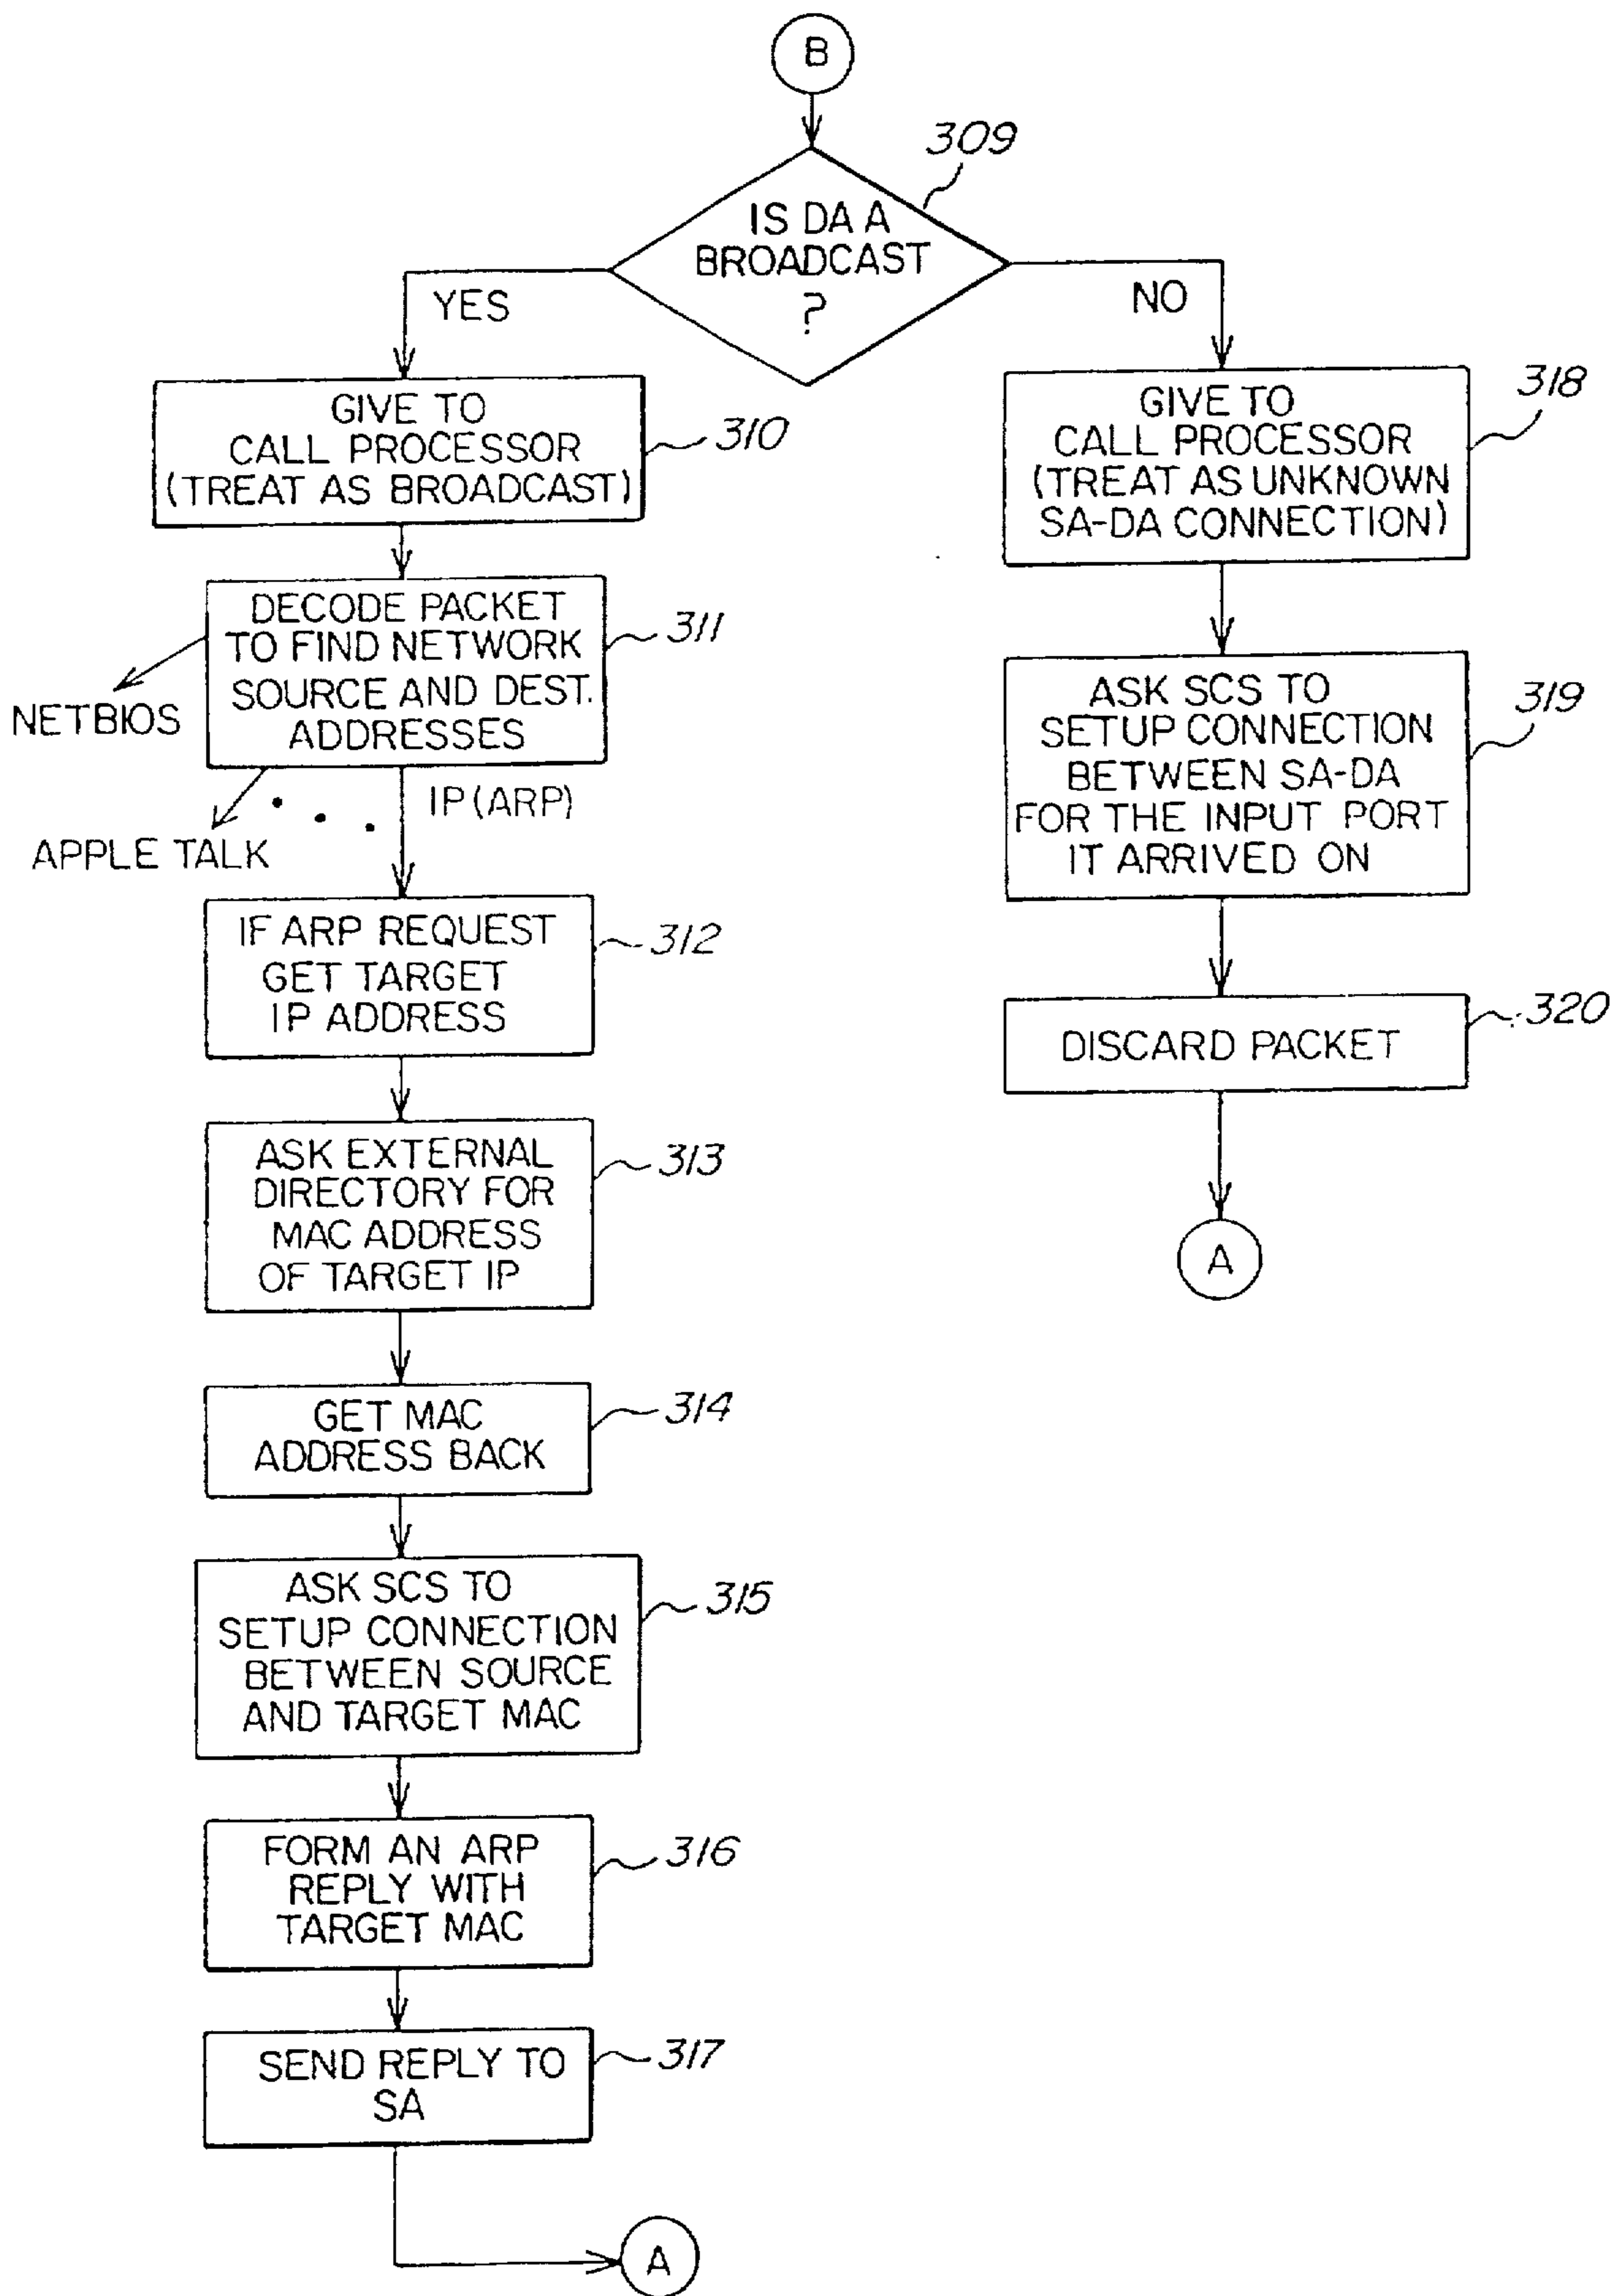 B
309
IS DA A
BROADCAST
?
YES
NO
GIVE TO
CALL PROCESSOR
(TREAT AS BROADCAST)
310
DECODE PACKET
TO FIND NETWORK
SOURCE AND DEST.
ADDRESSES
311
NETBIOS
APPLE TALK
IP (ARP)
IF ARP REQUEST
GET TARGET
IP ADDRESS
312
ASK EXTERNAL
DIRECTORY FOR
MAC ADDRESS
OF TARGET IP
313
GET MAC
ADDRESS BACK
314
ASK SCS TO
SETUP CONNECTION
BETWEEN SOURCE
AND TARGET MAC
315
FORM AN ARP
REPLY WITH
TARGET MAC
316
SEND REPLY TO
SA
317
A
GIVE TO
CALL PROCESSOR
(TREAT AS UNKNOWN
SA-DA CONNECTION)
318
ASK SCS TO
SETUP CONNECTION
BETWEEN SA-DA
FOR THE INPUT PORT
IT ARRIVED ON
319
DISCARD PACKET
320
A